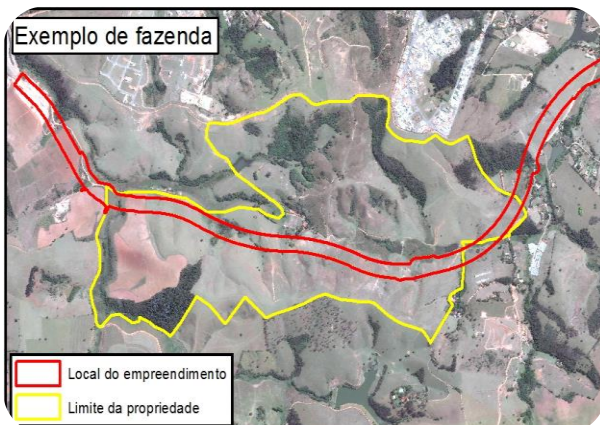 Exemplo de fazenda
Local do empreendimento
Limite da propriedade